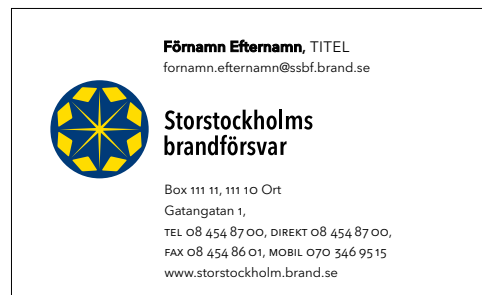 Förnamn Efternamn, TITEL
fornamn.efternamn@ssbf.brand.se
Storstockholms
brandförsvar
Box 111 11, 111 10 Ort
Gatangatan 1,
TEL 08 454 87 00, DIREKT 08 454 87 00,
FAX 08 454 86 01, MOBIL 070 346 95 15
www.storstockholm.brand.se